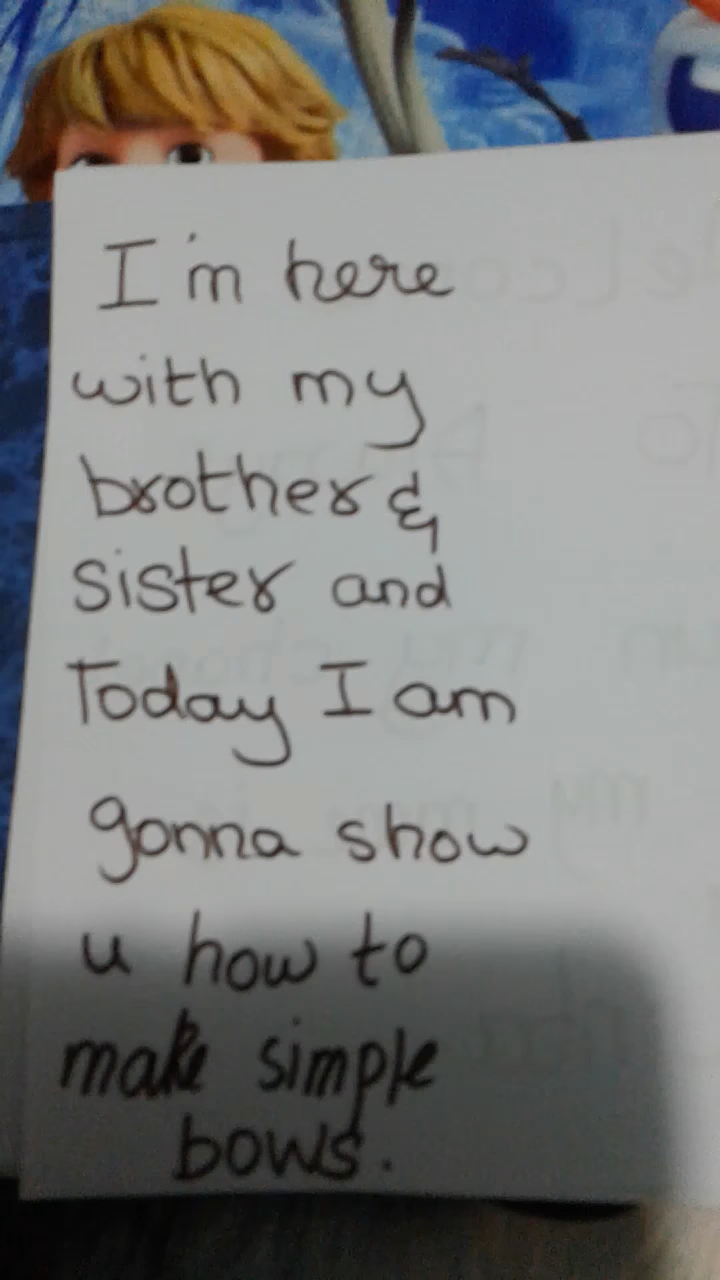 I'm here
with my
brother &
sister and
Today I am
gonna show
u how to
make simple
bows.